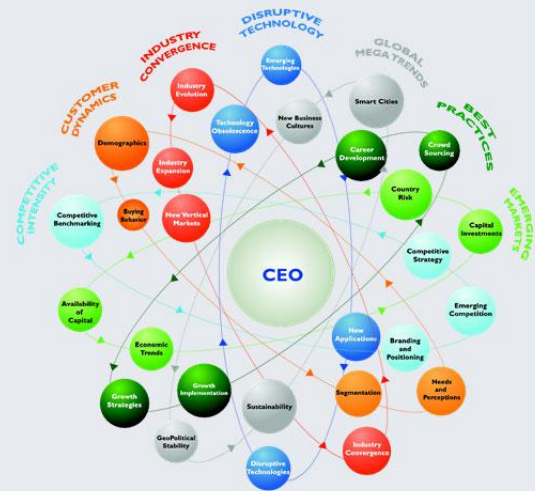 DISRUPTIVE
TECHNOLOGY
INDUSTRY
CONVERGENCE
GLOBAL
MEGA TRENDS
CUSTOMER
DYNAMICS
BEST
PRACTICES
COMPETITIVE
INTENSITY
EMERGING
MARKETS
Emerging
Technologies
Industry
Evolution
Smart Cities
New Business
Cultures
Technology
Obsolescence
Demographics
Career
Development
Crowd
Sourcing
Industry
Expansion
Country
Risk
Competitive
Benchmarking
Buying
Behavior
New Vertical
Markets
Capital
Investments
Competitive
Strategy
CEO
Availability
of
Capital
Emerging
Competition
Economic
Trends
New
Applications
Branding
and
Positioning
Growth
Strategies
Growth
Implementation
Sustainability
Segmentation
Needs
and
Perceptions
GeoPolitical
Stability
Industry
Convergence
Disruptive
Technologies